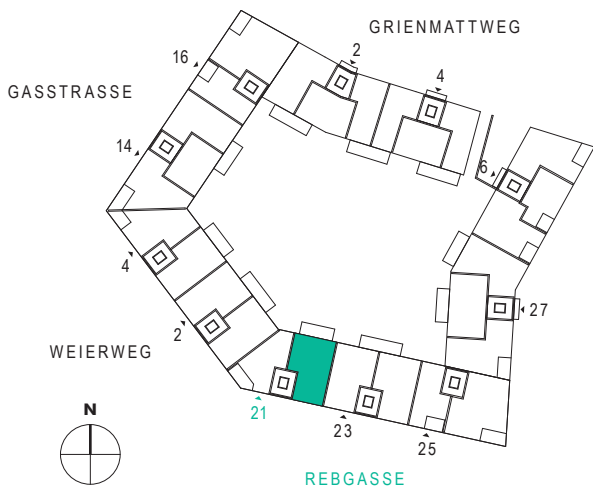 GRIENMATTWEG
2
16
4
GASSTRASSE
14
6
4
27
2
WEIERWEG
N
21
23
25
REBGASSE